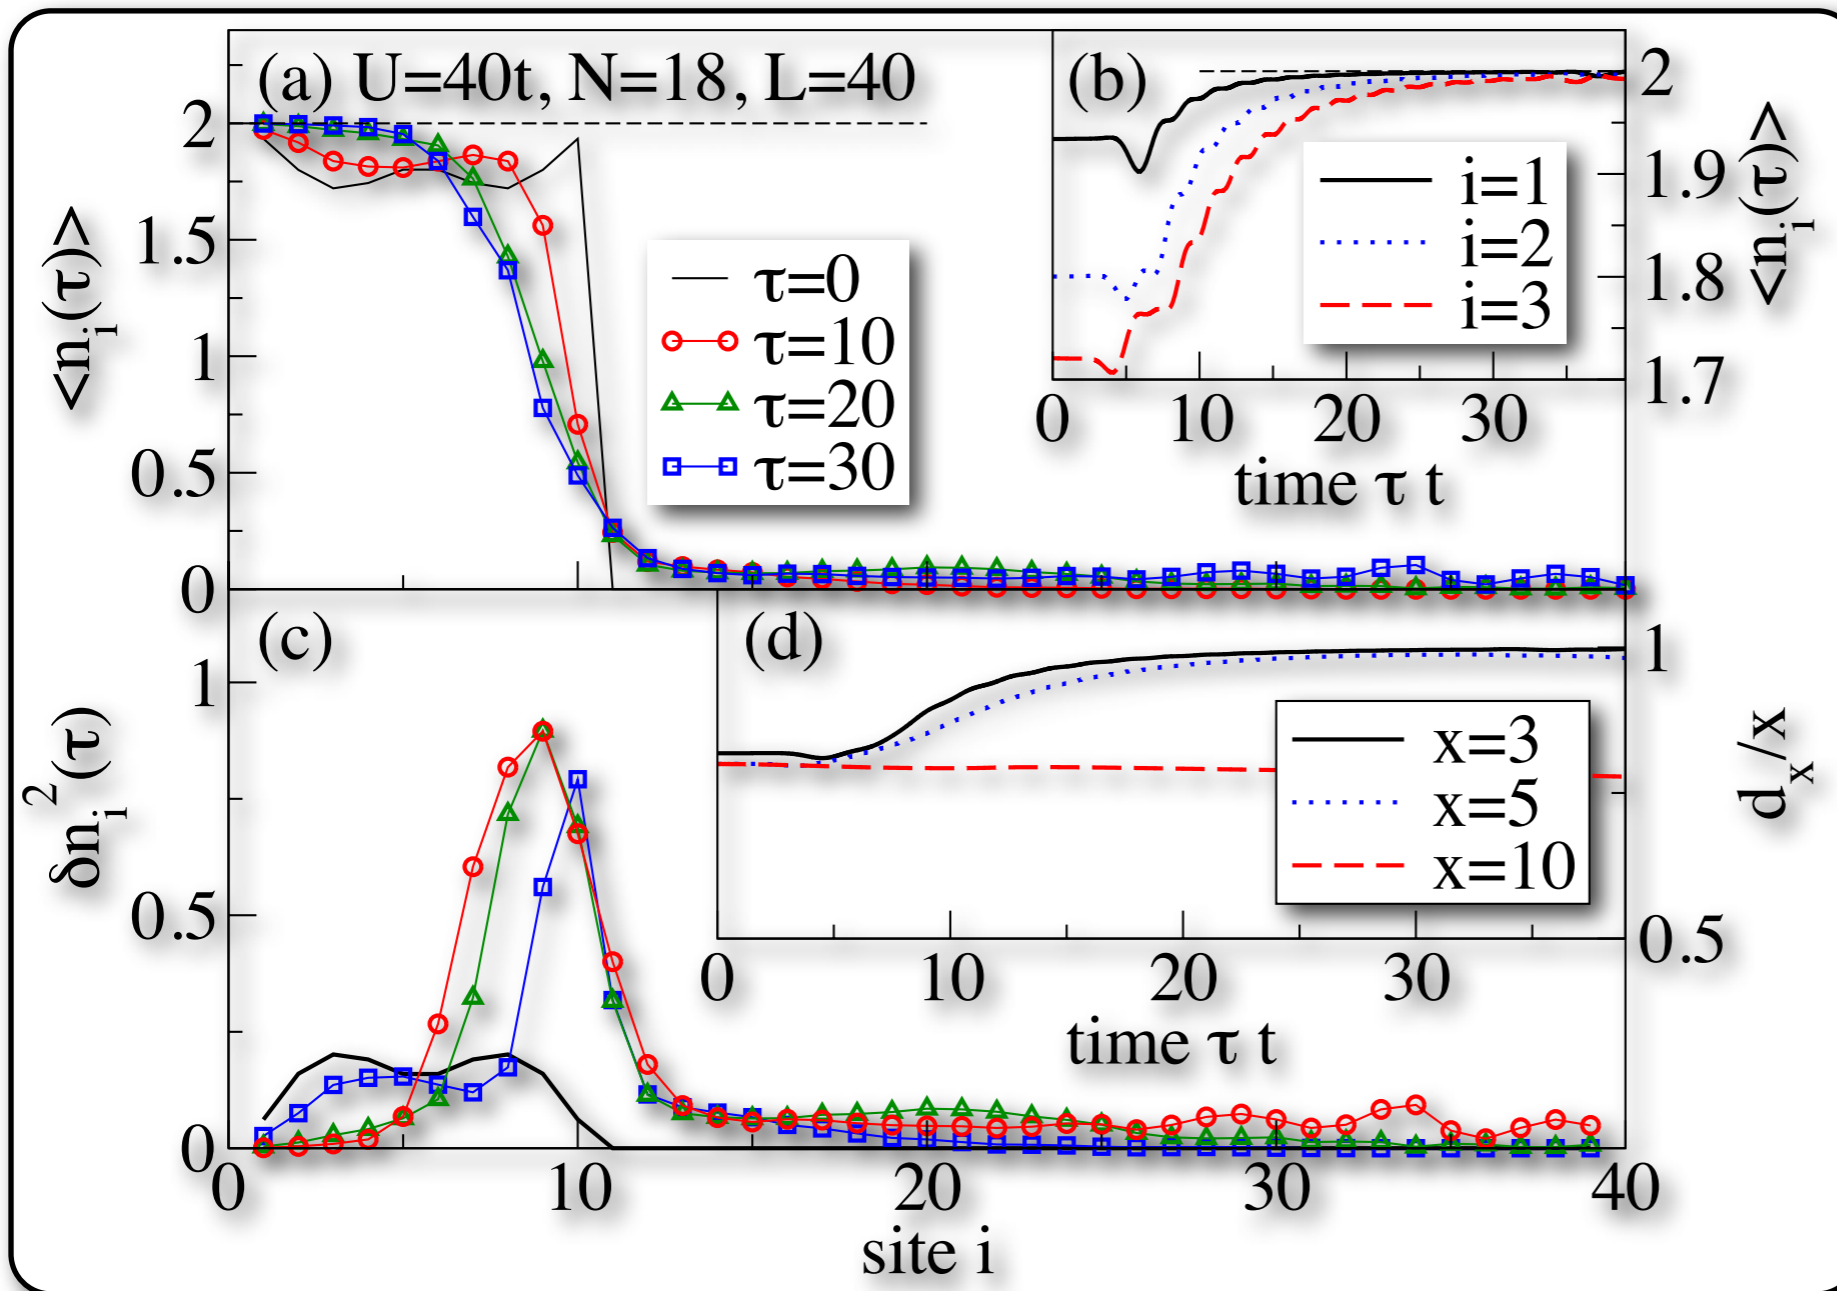 (a) U=40t, N=18, L=40
2
1.5
1
0.5
0
<n_i(τ)>
τ=0
τ=10
τ=20
τ=30
(b)
2
1.9
1.8
1.7
<n_i(τ)>
i=1
i=2
i=3
0 10 20 30
time τ t
(c)
1
0.5
0
δn_i^2(τ)
0 10 20 30 40
site i
(d)
1
0.5
d_x/x
x=3
x=5
x=10
0 10 20 30
time τ t